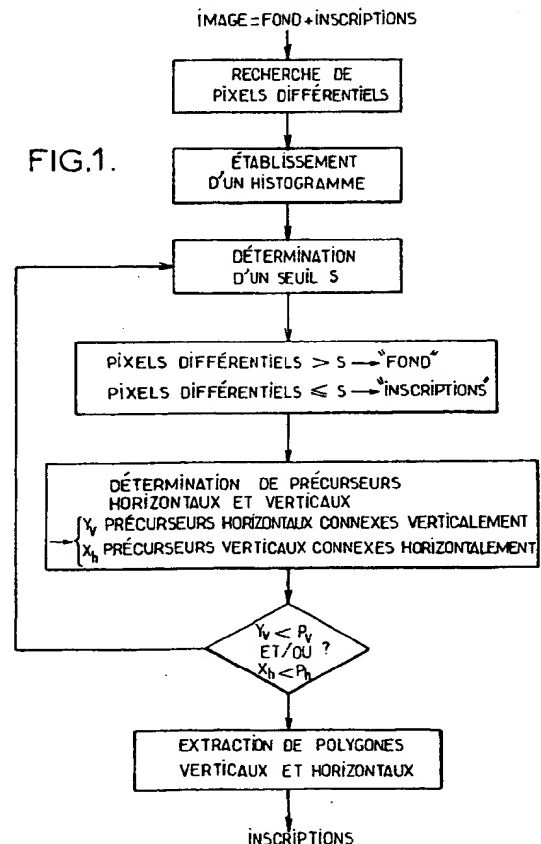 IMAGE=FOND+INSCRIPTIONS
RECHERCHE DE
PIXELS DIFFÉRENTIELS
FIG.1.
ÉTABLISSEMENT
D'UN HISTOGRAMME
DÉTERMINATION
D'UN SEUIL S
PIXELS DIFFÉRENTIELS > S → "FOND"
PIXELS DIFFÉRENTIELS ⩽ S → "INSCRIPTIONS"
DÉTERMINATION DE PRÉCURSEURS
HORIZONTAUX ET VERTICAUX
Yv PRÉCURSEURS HORIZONTAUX CONNEXES VERTICALEMENT
Xh PRÉCURSEURS VERTICAUX CONNEXES HORIZONTALEMENT.
Yv < Pv
ET/OU ?
Xh < Ph
EXTRACTION DE POLYGONES
VERTICAUX ET HORIZONTAUX
INSCRIPTIONS